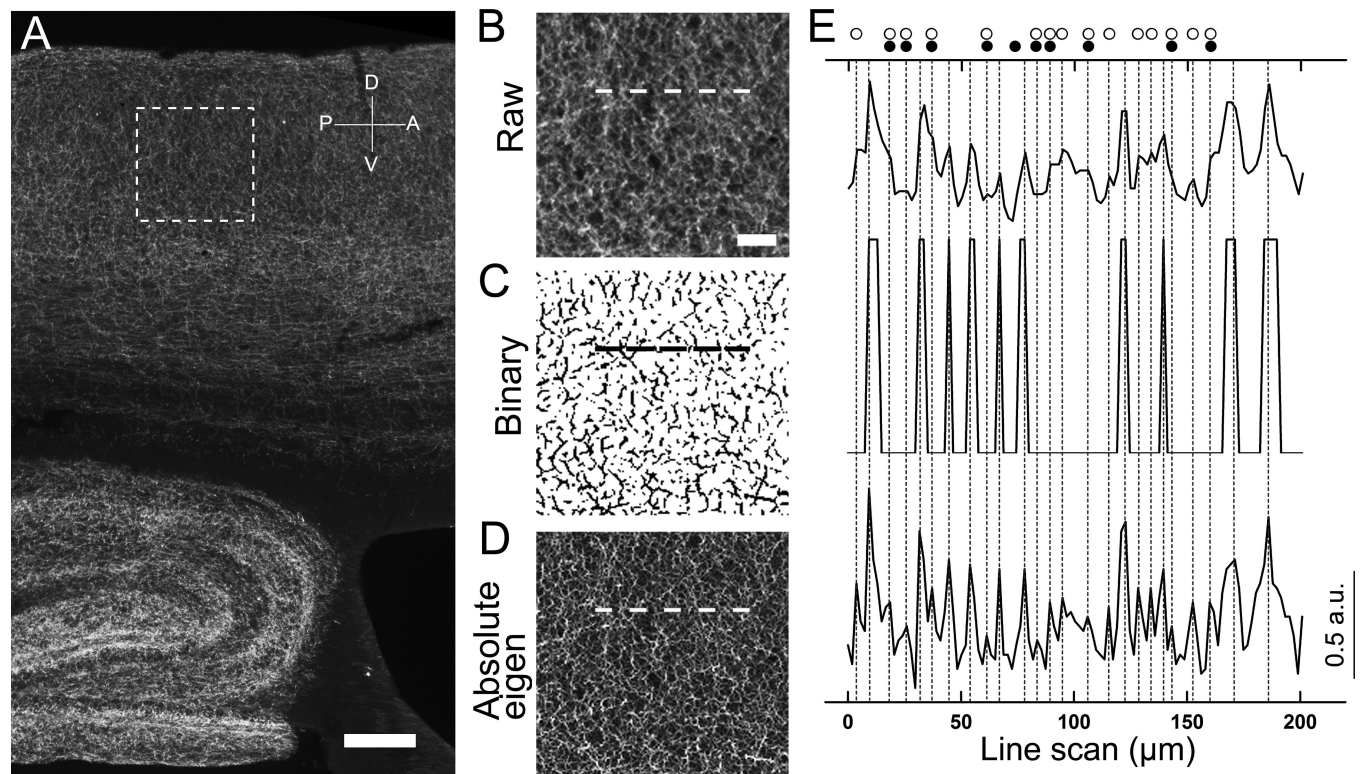 A
D
P A
V
B
Raw
C
Binary
D
Absolute
eigen
E
0.5 a.u.
0 50 100 150 200
Line scan (µm)